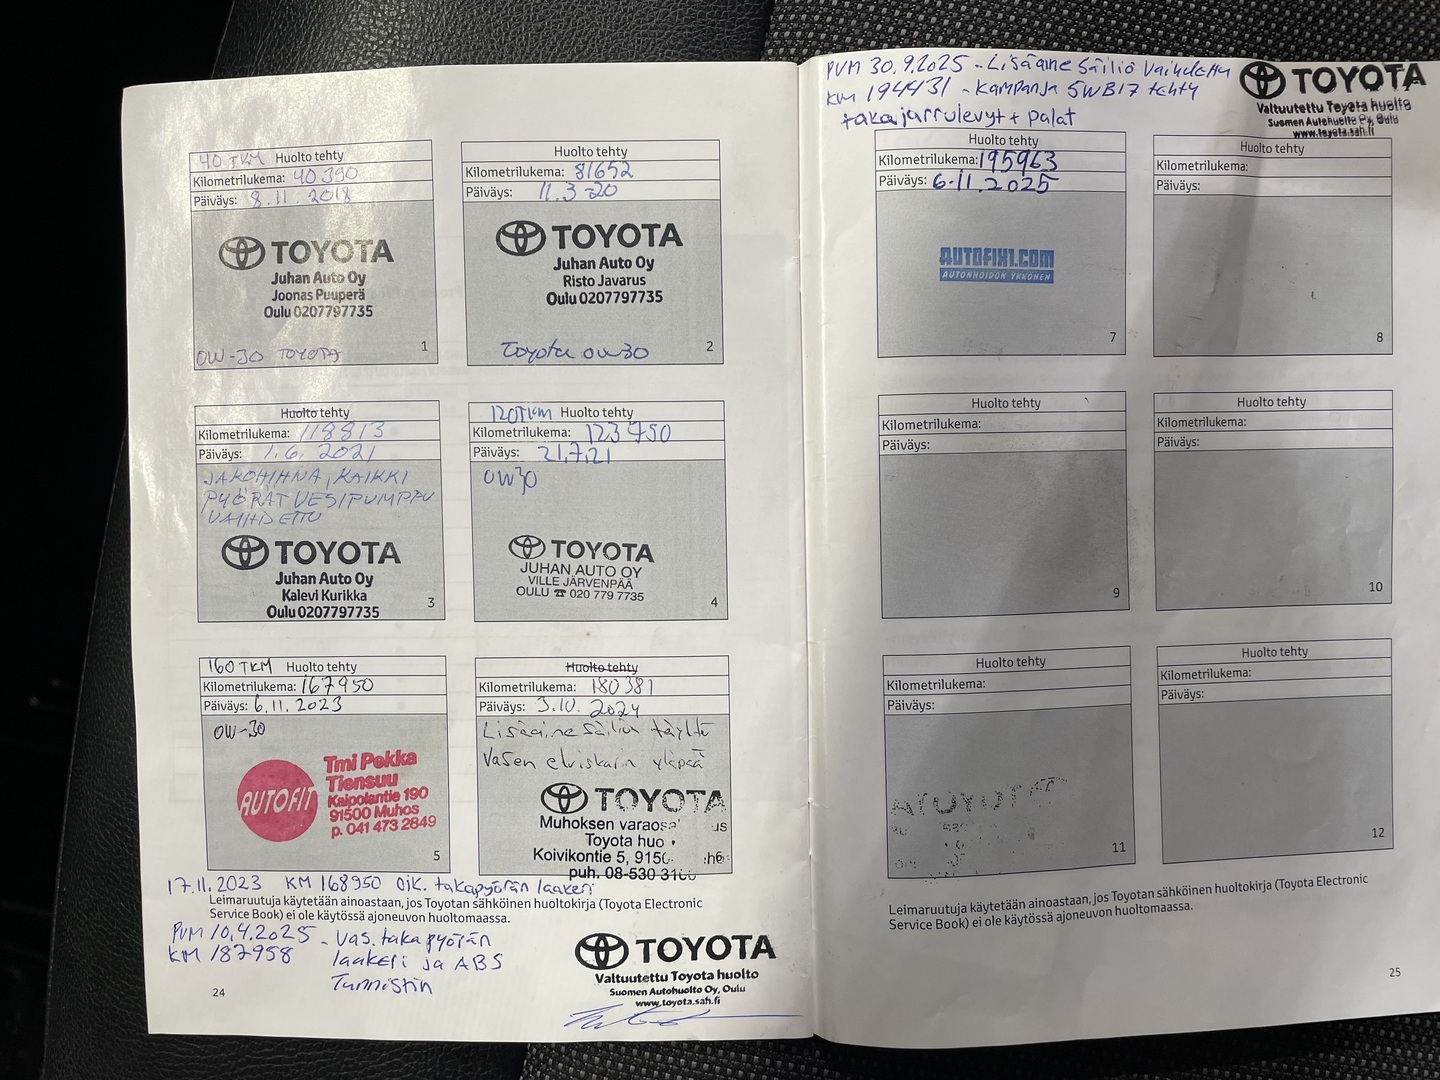 40 TKM Huolto tehty
Kilometrilukema: 40 390
Päiväys: 8.11.2018
TOYOTA
Juhan Auto Oy
Joonas Puuperä
Oulu 0207797735
OW-30 TOYOTA
1
Huolto tehty
Kilometrilukema: 81652
Päiväys: 11.3-20
TOYOTA
Juhan Auto Oy
Risto Javarus
Oulu 0207797735
Toyota OW30
2
Huolto tehty
Kilometrilukema: 118813
Päiväys: 1.6.2021
JAKOHIHNA, KAIKKI
PYÖRÄT VESIPUMPPU
VAIHDETTU
TOYOTA
Juhan Auto Oy
Kalevi Kurikka
Oulu 0207797735
3
120TKM Huolto tehty
Kilometrilukema: 123450
Päiväys: 21.7.21
OW30
TOYOTA
JUHAN AUTO OY
VILLE JÄRVENPÄÄ
OULU ☎ 020 779 7735
4
160 TKM Huolto tehty
Kilometrilukema: 167950
Päiväys: 6.11.2023
OW-30
AUTOFIT
Tmi Pekka
Tiensuu
Kaipolantie 190
91500 Muhos
p. 041 473 2849
5
Huolto tehty
Kilometrilukema: 180381
Päiväys: 3.10.2024
Lisäainesäiliön täyttö
Vasen yläpää
TOYOTA
Muhoksen
Toyota
Koivikontie 5,
puh. 08-530
6
17.11.2023 KM 168950 Oik. takapyörän laakeri
Leimaruutuja käytetään ainoastaan, jos Toyotan sähköinen huoltokirja (Toyota Electronic
Service Book) ei ole käytössä ajoneuvon huoltomaassa.
PVM 10.4.2025 - Vas. takapyörän
KM 187958 laakeri ja ABS
Tunnistin
TOYOTA
Valtuutettu Toyota huolto
Suomen Autohuolto Oy, Oulu
www.toyota.sah.fi
24
PVM 30.9.2025 - Lisäaine säiliö vaihdettu
KM 194431 - Kampanja 5WB17 tehty
takajarrulevyt + palat
TOYOTA
Valtuutettu Toyota huolto
Suomen Autohuolto Oy, Oulu
www.toyota.sah.fi
Huolto tehty
Kilometrilukema: 195963
Päiväys: 6.11.2025
AUTOFIX1.COM
AUTONHOIDON YKKÖNEN
7
Huolto tehty
Kilometrilukema:
Päiväys:
8
Huolto tehty
Kilometrilukema:
Päiväys:
9
Huolto tehty
Kilometrilukema:
Päiväys:
10
Huolto tehty
Kilometrilukema:
Päiväys:
11
Huolto tehty
Kilometrilukema:
Päiväys:
12
Leimaruutuja käytetään ainoastaan, jos Toyotan sähköinen huoltokirja (Toyota Electronic
Service Book) ei ole käytössä ajoneuvon huoltomaassa.
25